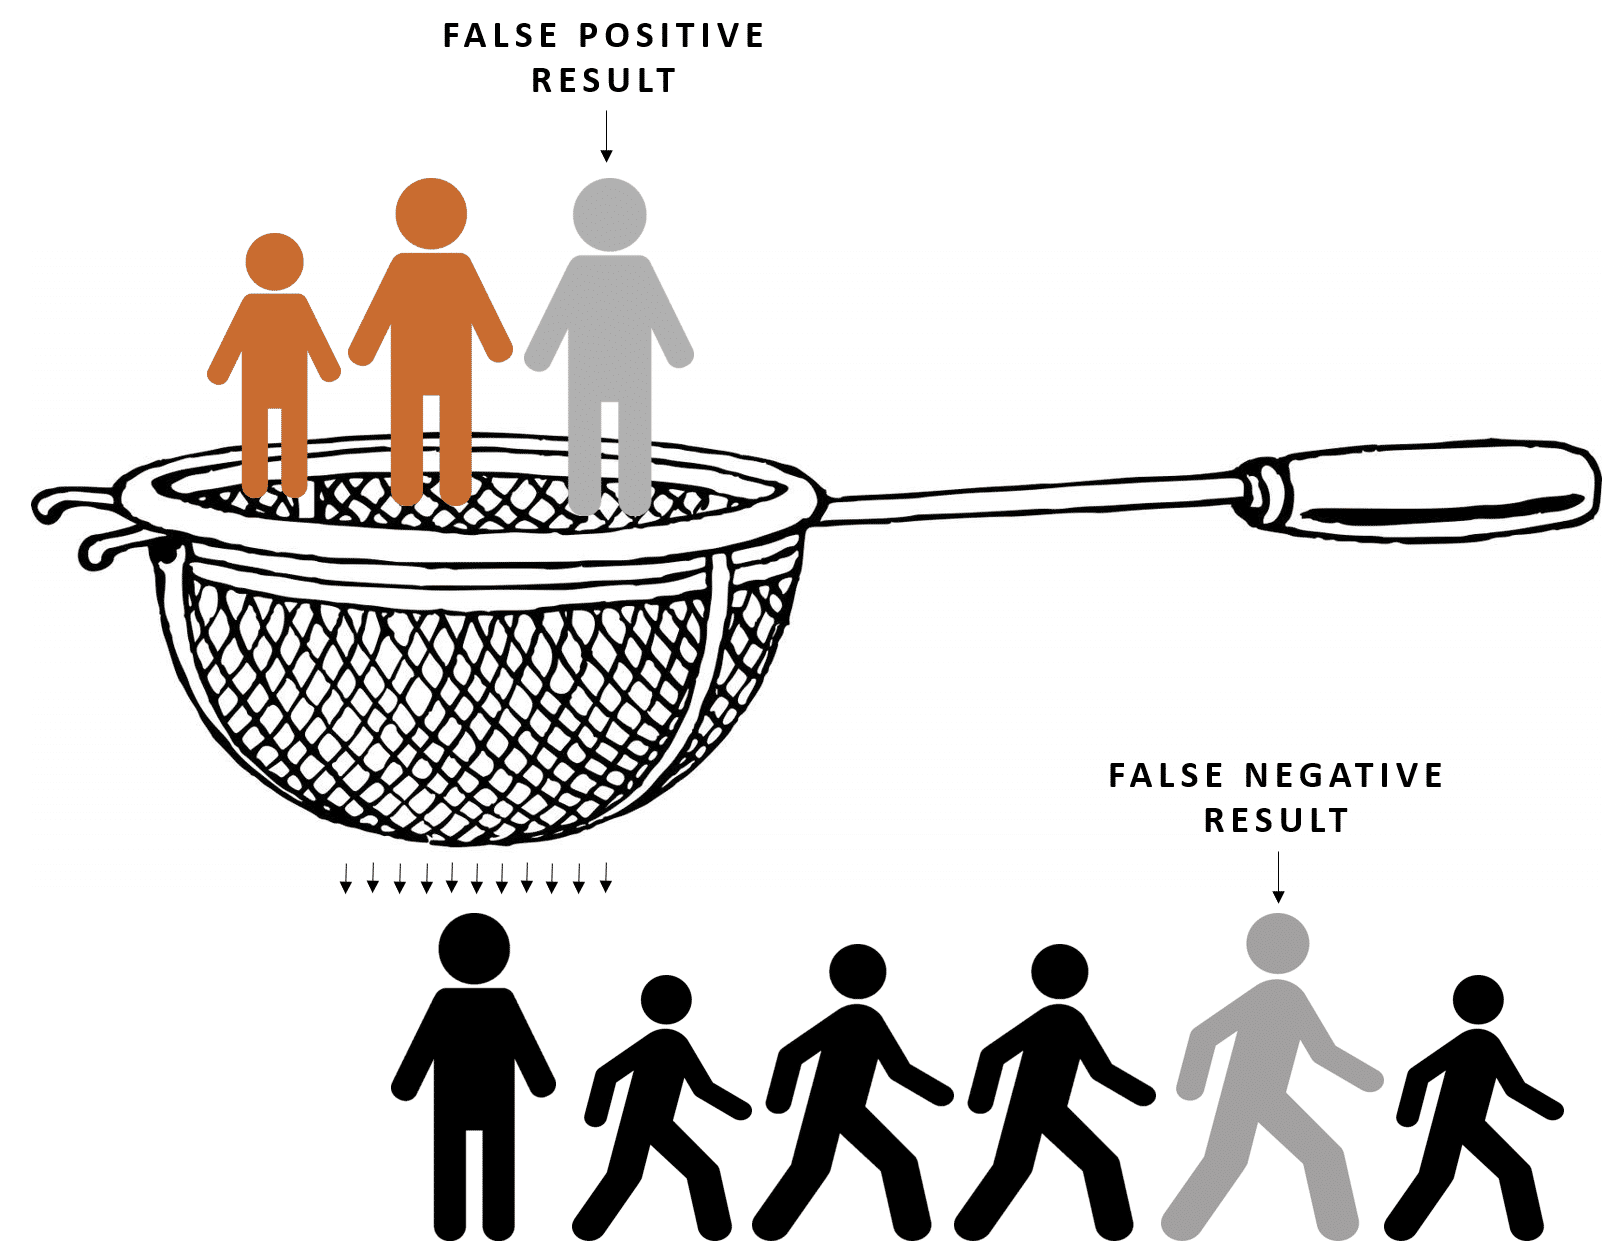 FALSE POSITIVE
RESULT
FALSE NEGATIVE
RESULT